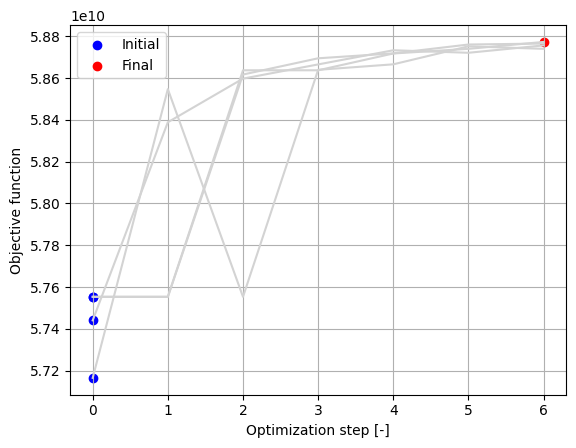 1e10
5.88
5.86
5.84
5.82
5.80
5.78
5.76
5.74
5.72
Objective function
Initial
Final
0 1 2 3 4 5 6
Optimization step [-]